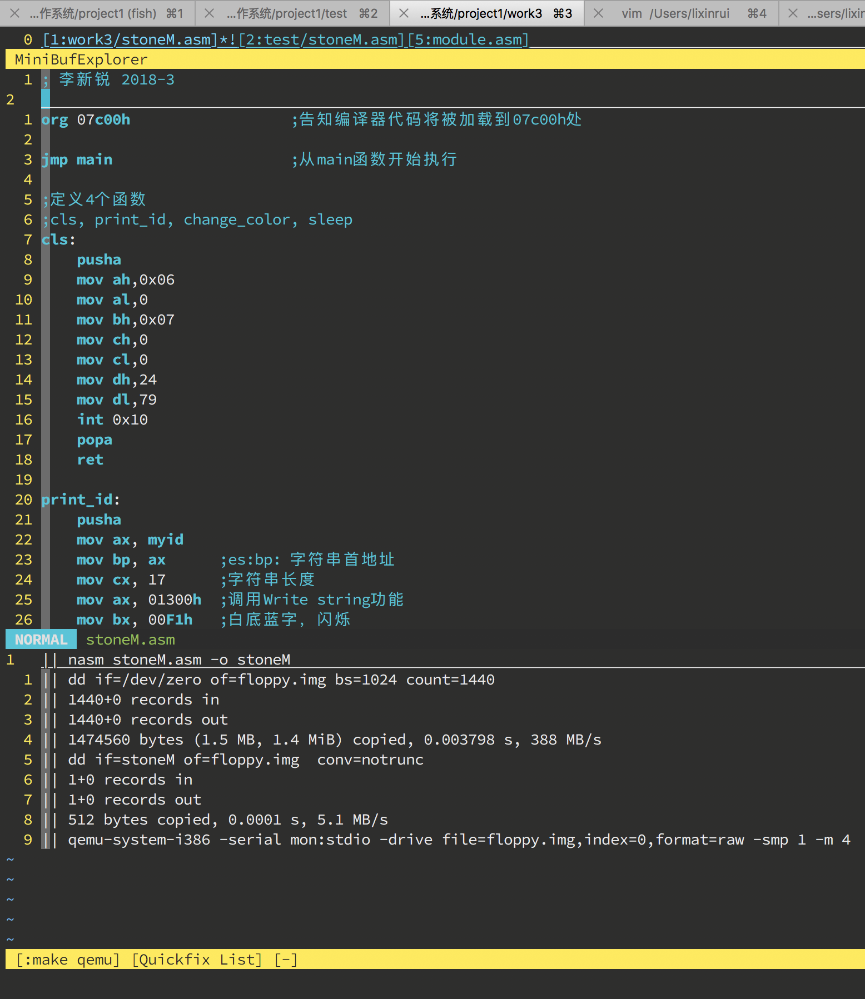 ...作系统/project1 (fish) ⌘1 ...作系统/project1/test ⌘2 ...系统/project1/work3 ⌘3 vim /Users/lixinrui ⌘4 ...sers/lixinr
0 [1:work3/stoneM.asm]*![2:test/stoneM.asm][5:module.asm]
MiniBufExplorer
1 ; 李新锐 2018-3
2
1 org 07c00h ;告知编译器代码将被加载到07c00h处
2
3 jmp main ;从main函数开始执行
4
5 ;定义4个函数
6 ;cls, print_id, change_color, sleep
7 cls:
8 pusha
9 mov ah,0x06
10 mov al,0
11 mov bh,0x07
12 mov ch,0
13 mov cl,0
14 mov dh,24
15 mov dl,79
16 int 0x10
17 popa
18 ret
19
20 print_id:
21 pusha
22 mov ax, myid
23 mov bp, ax ;es:bp: 字符串首地址
24 mov cx, 17 ;字符串长度
25 mov ax, 01300h ;调用Write string功能
26 mov bx, 00F1h ;白底蓝字, 闪烁
NORMAL stoneM.asm
1 || nasm stoneM.asm -o stoneM
1 || dd if=/dev/zero of=floppy.img bs=1024 count=1440
2 || 1440+0 records in
3 || 1440+0 records out
4 || 1474560 bytes (1.5 MB, 1.4 MiB) copied, 0.003798 s, 388 MB/s
5 || dd if=stoneM of=floppy.img  conv=notrunc
6 || 1+0 records in
7 || 1+0 records out
8 || 512 bytes copied, 0.0001 s, 5.1 MB/s
9 || qemu-system-i386 -serial mon:stdio -drive file=floppy.img,index=0,format=raw -smp 1 -m 4
~
~
~
~
~
[:make qemu] [Quickfix List] [-]